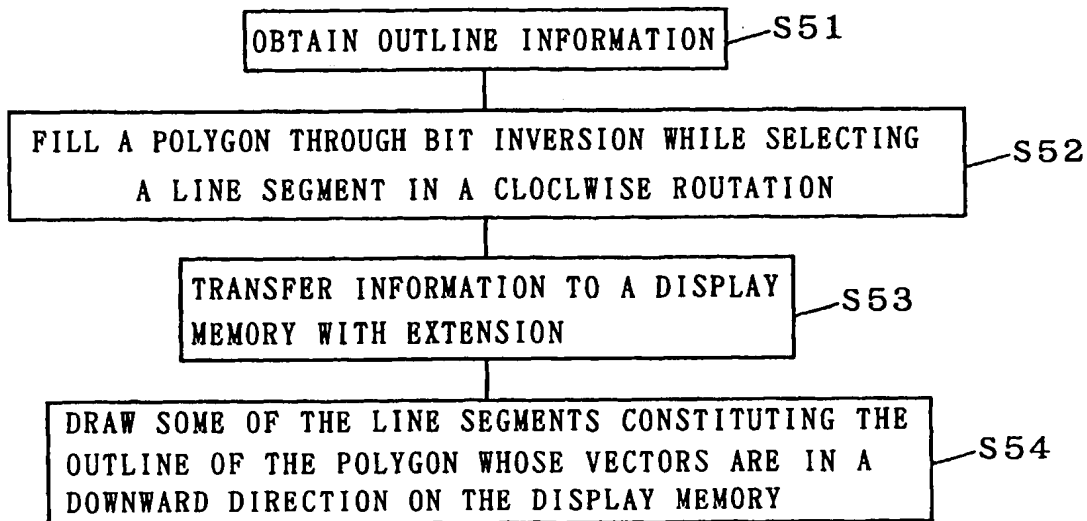 OBTAIN OUTLINE INFORMATION S51
FILL A POLYGON THROUGH BIT INVERSION WHILE SELECTING
A LINE SEGMENT IN A CLOCLWISE ROUTATION
S52
TRANSFER INFORMATION TO A DISPLAY
MEMORY WITH EXTENSION
S53
DRAW SOME OF THE LINE SEGMENTS CONSTITUTING THE
OUTLINE OF THE POLYGON WHOSE VECTORS ARE IN A
DOWNWARD DIRECTION ON THE DISPLAY MEMORY
S54